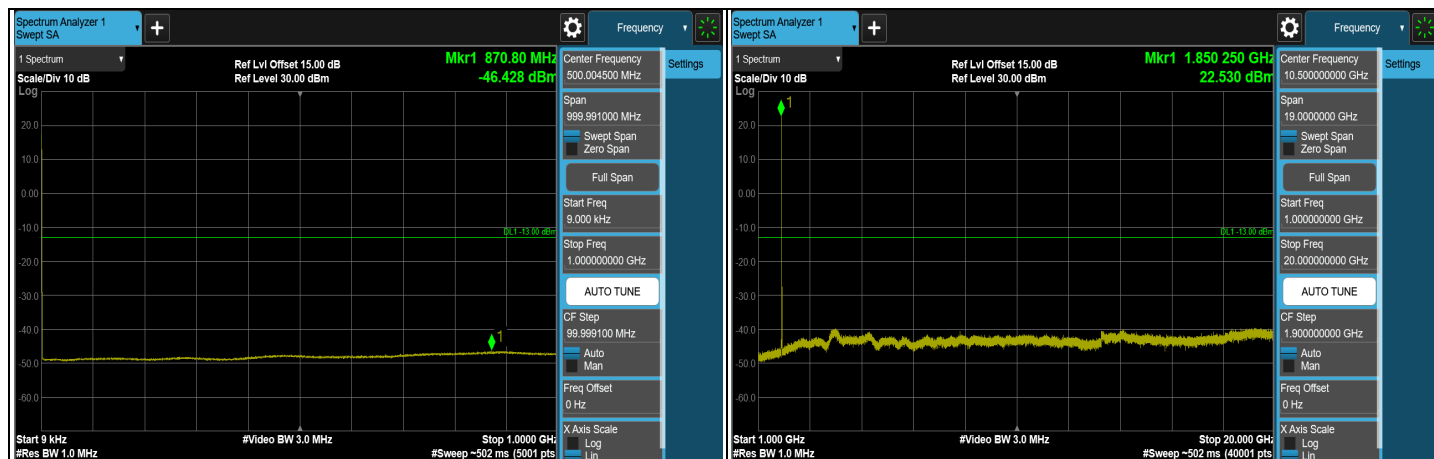 Spectrum Analyzer 1
Swept SA
+
Frequency
1 Spectrum
Scale/Div 10 dB
Log
Ref Lvl Offset 15.00 dB
Ref Level 30.00 dBm
Mkr1 870.80 MHz
-46.428 dBm
1
20.0
10.0
0.00
-10.0
-20.0
-30.0
-40.0
-50.0
-60.0
DL1 -13.00 dBm
Start 9 kHz
#Res BW 1.0 MHz
#Video BW 3.0 MHz
Stop 1.0000 GHz
#Sweep ~502 ms (5001 pts)
Center Frequency
500.004500 MHz
Settings
Span
999.991000 MHz
Swept Span
Zero Span
Full Span
Start Freq
9.000 kHz
Stop Freq
1.000000000 GHz
AUTO TUNE
CF Step
99.999100 MHz
Auto
Man
Freq Offset
0 Hz
X Axis Scale
Log
Lin
Spectrum Analyzer 1
Swept SA
+
Frequency
1 Spectrum
Scale/Div 10 dB
Log
Ref Lvl Offset 15.00 dB
Ref Level 30.00 dBm
Mkr1 1.850 250 GHz
22.530 dBm
1
20.0
10.0
0.00
-10.0
-20.0
-30.0
-40.0
-50.0
-60.0
DL1 -13.00 dBm
Start 1.000 GHz
#Res BW 1.0 MHz
#Video BW 3.0 MHz
Stop 20.000 GHz
#Sweep ~502 ms (40001 pts)
Center Frequency
10.500000000 GHz
Settings
Span
19.0000000 GHz
Swept Span
Zero Span
Full Span
Start Freq
1.000000000 GHz
Stop Freq
20.000000000 GHz
AUTO TUNE
CF Step
1.900000000 GHz
Auto
Man
Freq Offset
0 Hz
X Axis Scale
Log
Lin